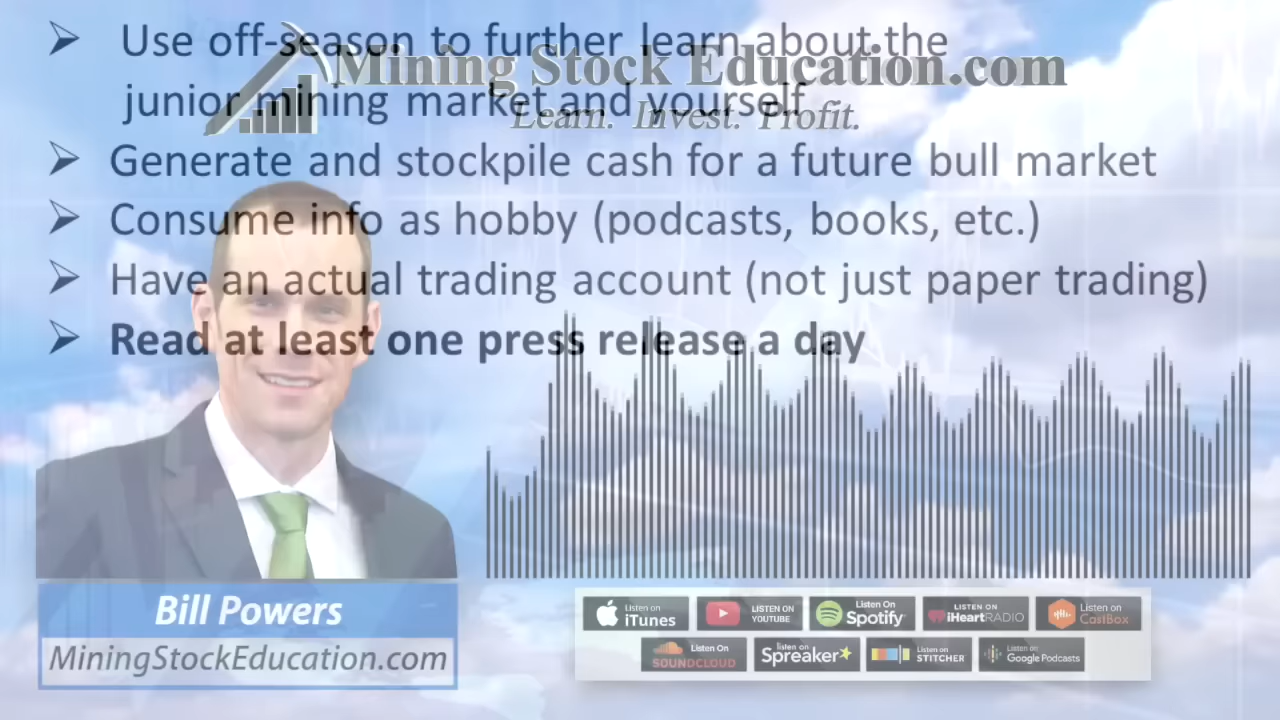 ➢ Use off-season to further learn about the
junior mining market and yourself
Mining Stock Education.com
Learn. Invest. Profit.
➢ Generate and stockpile cash for a future bull market
➢ Consume info as hobby (podcasts, books, etc.)
➢ Have an actual trading account (not just paper trading)
➢ Read at least one press release a day
Bill Powers
MiningStockEducation.com
Listen on iTunes
LISTEN ON YOUTUBE
Listen On Spotify
LISTEN ON iHeartRADIO
Listen on CastBox
Listen On SOUNDCLOUD
listen on Spreaker
LISTEN ON STITCHER
Listen on Google Podcasts